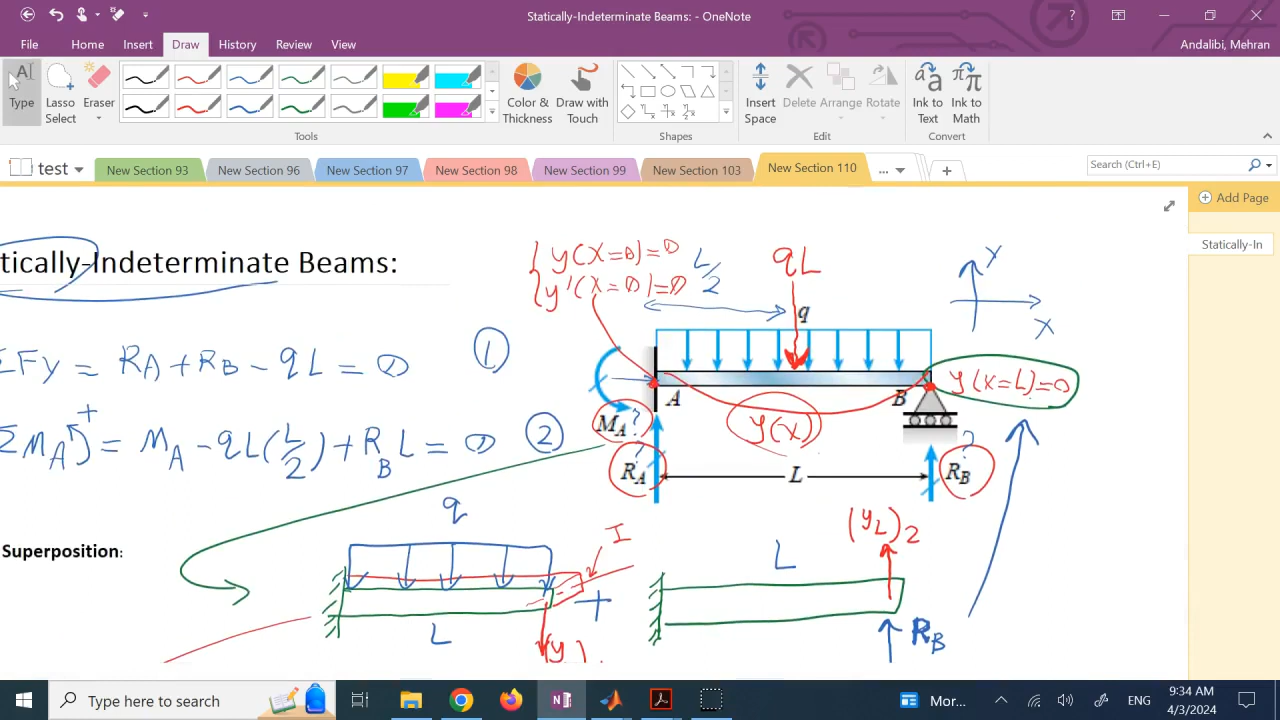 Statically-Indeterminate Beams: - OneNote
?
File
Home
Insert
Draw
History
Review
View
Andalibi, Mehran
Type
Lasso Select
Eraser
Color & Thickness
Draw with Touch
Insert Space
Delete
Arrange
Rotate
Ink to Text
Ink to Math
Tools
Shapes
Edit
Convert
test
New Section 93
New Section 96
New Section 97
New Section 98
New Section 99
New Section 103
New Section 110
...
Search (Ctrl+E)
Add Page
Statically-In
tically-Indeterminate Beams:
y(x=0)=0
y'(x=0)=0
L/2
qL
q
Y
X
ΣFy = RA + RB - qL = 0 ①
ΣMA = MA - qL(L/2) + RB L = 0 ②
+
A
B
y(x=L)=0
MA ?
y(x)
RA ?
L
RB ?
Superposition:
q
I
L
+
(yL)2
L
RB
Mor...
Type here to search
ENG
9:34 AM
4/3/2024